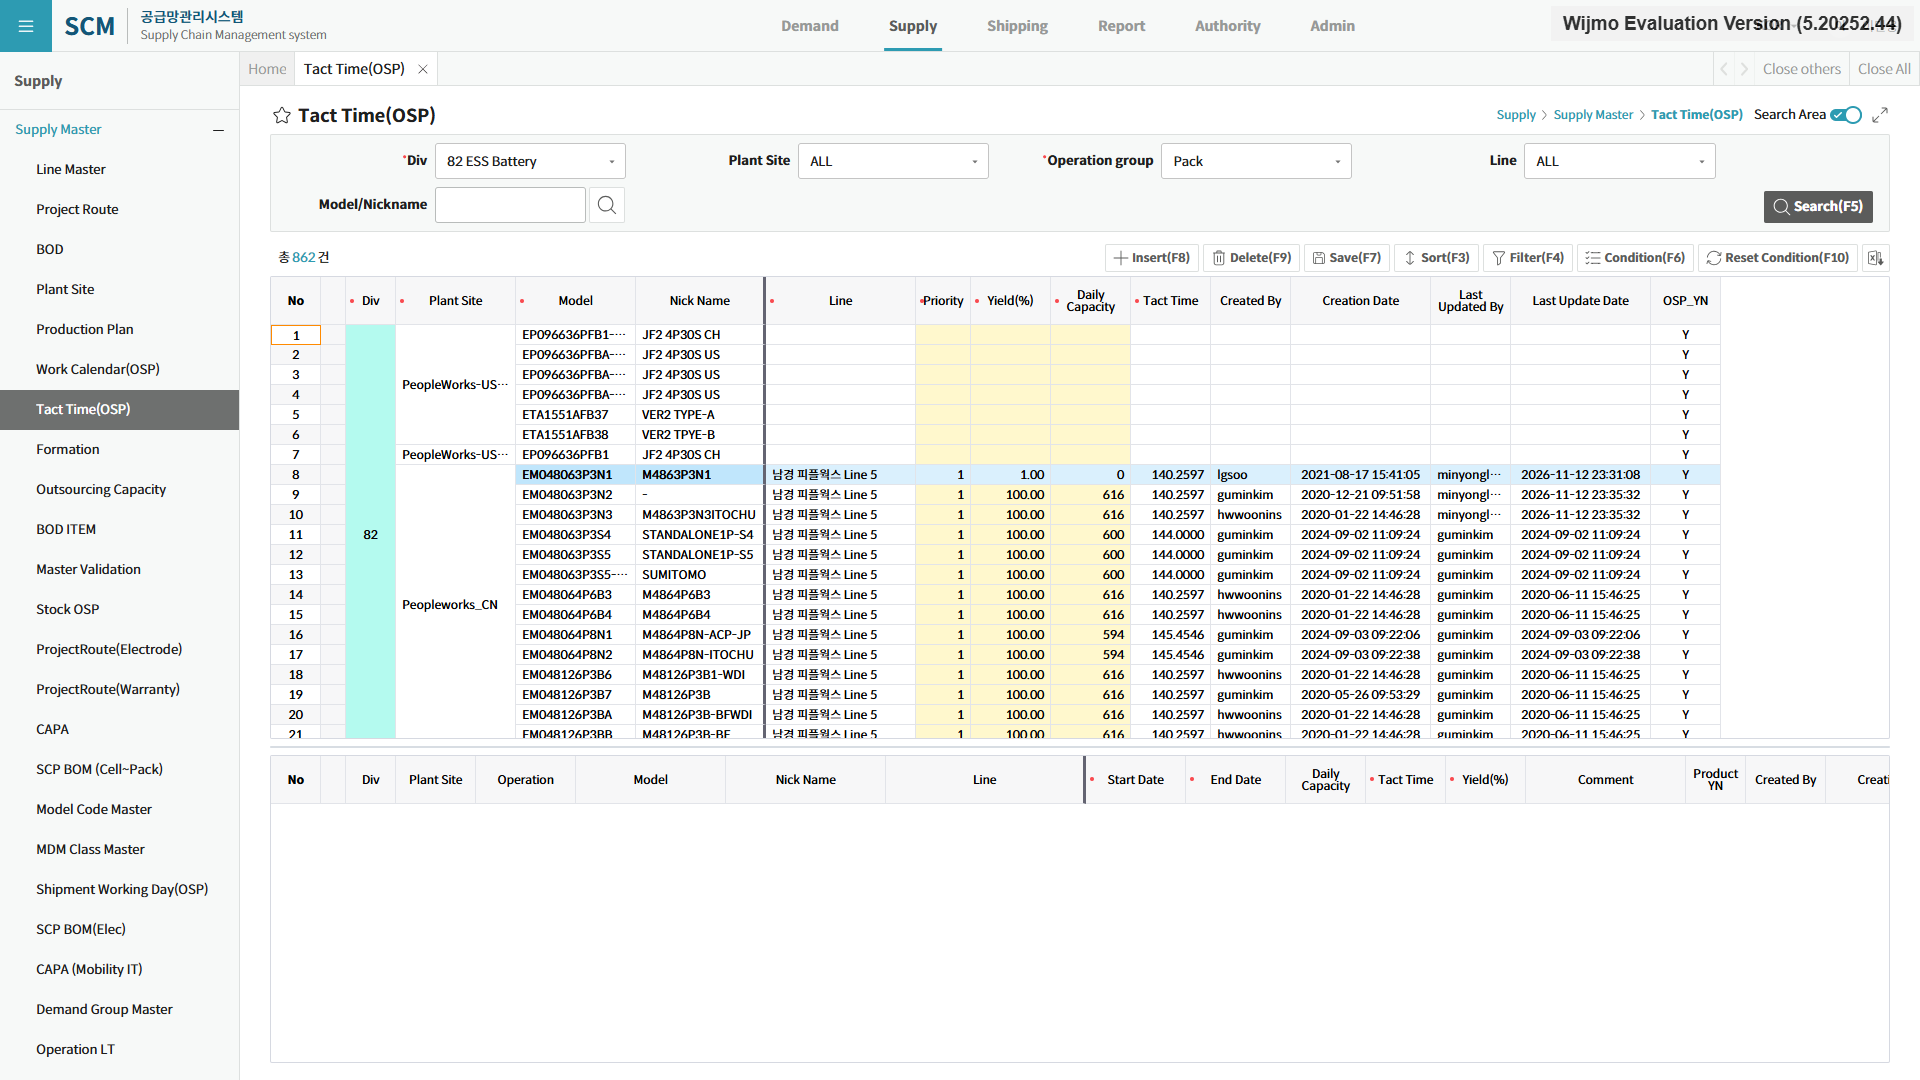 SCM 공급망관리시스템
Supply Chain Management system
Demand Supply Shipping Report Authority Admin
Wijmo Evaluation Version (5.20252.44)
Supply
Home Tact Time(OSP) Close others Close All
Supply Master
Line Master
Project Route
BOD
Plant Site
Production Plan
Work Calendar(OSP)
Tact Time(OSP)
Formation
Outsourcing Capacity
BOD ITEM
Master Validation
Stock OSP
ProjectRoute(Electrode)
ProjectRoute(Warranty)
CAPA
SCP BOM (Cell~Pack)
Model Code Master
MDM Class Master
Shipment Working Day(OSP)
SCP BOM(Elec)
CAPA (Mobility IT)
Demand Group Master
Operation LT
Tact Time(OSP)
Supply > Supply Master > Tact Time(OSP) Search Area
*Div 82 ESS Battery Plant Site ALL *Operation group Pack Line ALL
Model/Nickname Search(F5)
총 862 건
Insert(F8) Delete(F9) Save(F7) Sort(F3) Filter(F4) Condition(F6) Reset Condition(F10)
No Div Plant Site Model Nick Name Line Priority Yield(%) Daily Capacity Tact Time Created By Creation Date Last Updated By Last Update Date OSP_YN
82
PeopleWorks-US···
PeopleWorks-US···
Peopleworks_CN
1 EP096636PFB1-··· JF2 4P30S CH Y
2 EP096636PFBA-··· JF2 4P30S US Y
3 EP096636PFBA-··· JF2 4P30S US Y
4 EP096636PFBA-··· JF2 4P30S US Y
5 ETA1551AFB37 VER2 TYPE-A Y
6 ETA1551AFB38 VER2 TPYE-B Y
7 EP096636PFB1 JF2 4P30S CH Y
8 EM048063P3N1 M4863P3N1 남경 피플웍스 Line 5 1 1.00 0 140.2597 lgsoo 2021-08-17 15:41:05 minyongl··· 2026-11-12 23:31:08 Y
9 EM048063P3N2 - 남경 피플웍스 Line 5 1 100.00 616 140.2597 guminkim 2020-12-21 09:51:58 minyongl··· 2026-11-12 23:35:32 Y
10 EM048063P3N3 M4863P3N3ITOCHU 남경 피플웍스 Line 5 1 100.00 616 140.2597 hwwoonins 2020-01-22 14:46:28 minyongl··· 2026-11-12 23:35:32 Y
11 EM048063P3S4 STANDALONE1P-S4 남경 피플웍스 Line 5 1 100.00 600 144.0000 guminkim 2024-09-02 11:09:24 guminkim 2024-09-02 11:09:24 Y
12 EM048063P3S5 STANDALONE1P-S5 남경 피플웍스 Line 5 1 100.00 600 144.0000 guminkim 2024-09-02 11:09:24 guminkim 2024-09-02 11:09:24 Y
13 EM048063P3S5-··· SUMITOMO 남경 피플웍스 Line 5 1 100.00 600 144.0000 guminkim 2024-09-02 11:09:24 guminkim 2024-09-02 11:09:24 Y
14 EM048064P6B3 M4864P6B3 남경 피플웍스 Line 5 1 100.00 616 140.2597 hwwoonins 2020-01-22 14:46:28 guminkim 2020-06-11 15:46:25 Y
15 EM048064P6B4 M4864P6B4 남경 피플웍스 Line 5 1 100.00 616 140.2597 hwwoonins 2020-01-22 14:46:28 guminkim 2020-06-11 15:46:25 Y
16 EM048064P8N1 M4864P8N-ACP-JP 남경 피플웍스 Line 5 1 100.00 594 145.4546 guminkim 2024-09-03 09:22:06 guminkim 2024-09-03 09:22:06 Y
17 EM048064P8N2 M4864P8N-ITOCHU 남경 피플웍스 Line 5 1 100.00 594 145.4546 guminkim 2024-09-03 09:22:38 guminkim 2024-09-03 09:22:38 Y
18 EM048126P3B6 M48126P3B1-WDI 남경 피플웍스 Line 5 1 100.00 616 140.2597 hwwoonins 2020-01-22 14:46:28 guminkim 2020-06-11 15:46:25 Y
19 EM048126P3B7 M48126P3B 남경 피플웍스 Line 5 1 100.00 616 140.2597 guminkim 2020-05-26 09:53:29 guminkim 2020-06-11 15:46:25 Y
20 EM048126P3BA M48126P3B-BFWDI 남경 피플웍스 Line 5 1 100.00 616 140.2597 hwwoonins 2020-01-22 14:46:28 guminkim 2020-06-11 15:46:25 Y
21 EM048126P3BB M48126P3B-BF 남경 피플웍스 Line 5 1 100.00 616 140.2597 hwwoonins 2020-01-22 14:46:28 guminkim 2020-06-11 15:46:25 Y
No Div Plant Site Operation Model Nick Name Line Start Date End Date Daily Capacity Tact Time Yield(%) Comment Product YN Created By Creati